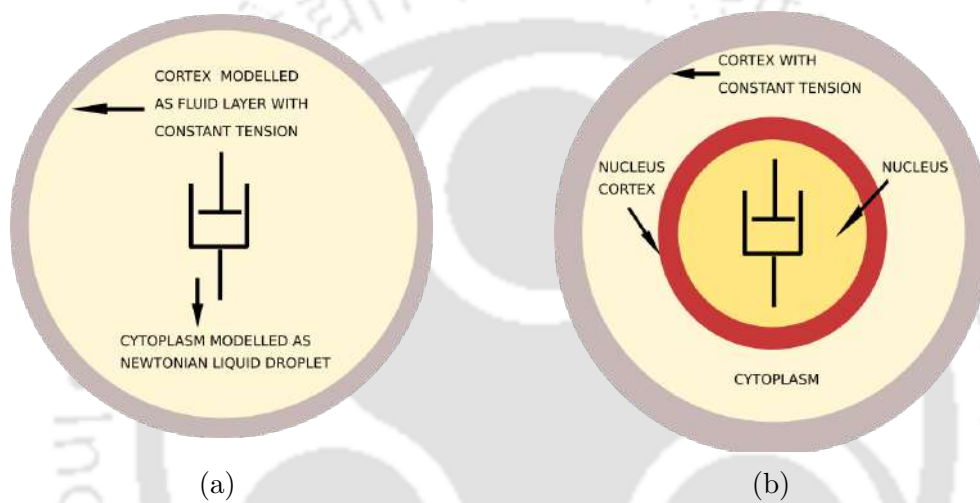 CORTEX MODELLED
AS FLUID LAYER WITH
CONSTANT TENSION
CYTOPLASM MODELLED AS
NEWTONIAN LIQUID DROPLET
(a)
CORTEX WITH
CONSTANT TENSION
NUCLEUS
CORTEX
NUCLEUS
CYTOPLASM
(b)